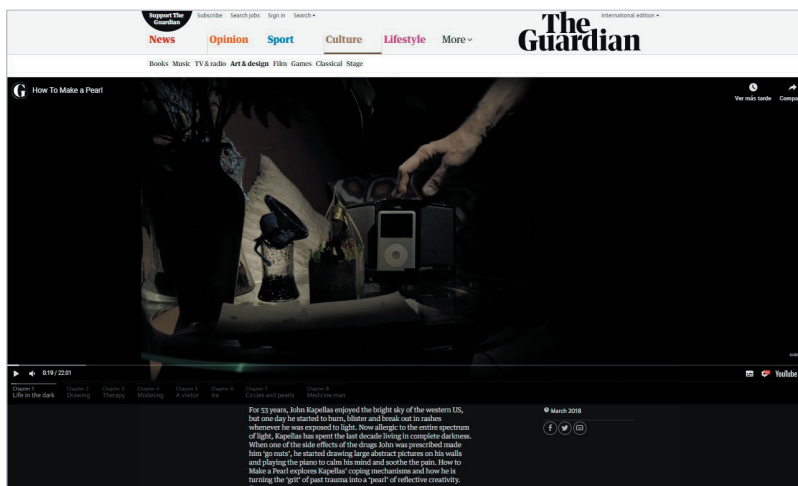 Support The
Guardian
Subscribe Search jobs Sign in Search
International edition
News Opinion Sport Culture Lifestyle More
The
Guardian
Books Music TV & radio Art & design Film Games Classical Stage
G How To Make a Pearl
Ver más tarde Compa
0:19 / 22:01
YouTube
Chapter 1 Chapter 2 Chapter 3 Chapter 4 Chapter 5 Chapter 6 Chapter 7 Chapter 8
Life in the dark Drawing Therapy Modeling A visitor Ira Circles and pearls Medicine man
For 53 years, John Kapellas enjoyed the bright sky of the western US,
but one day he started to burn, blister and break out in rashes
whenever he was exposed to light. Now allergic to the entire spectrum
of light, Kapellas has spent the last decade living in complete darkness.
When one of the side effects of the drugs John was prescribed made
him ‘go nuts’, he started drawing large abstract pictures on his walls
and playing the piano to calm his mind and soothe the pain. How to
Make a Pearl explores Kapellas’ coping mechanisms and how he is
turning the ‘grit’ of past trauma into a ‘pearl’ of reflective creativity.
March 2018